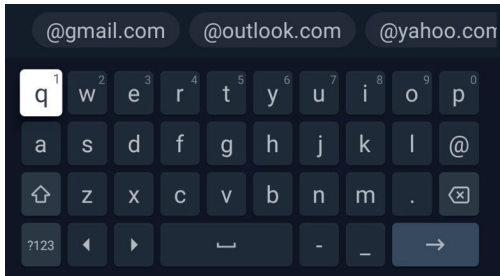 @gmail.com @outlook.com @yahoo.com
q1 w2 e3 r4 t5 y6 u7 i8 o9 p0
a s d f g h j k l @
z x c v b n m .
?123 - _